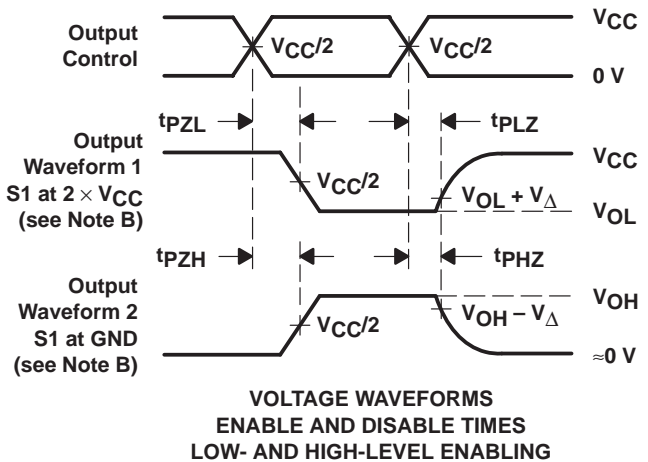 Output
Control
VCC/2
VCC/2
VCC
0 V
tPZL
tPLZ
Output
Waveform 1
S1 at 2 × VCC
(see Note B)
VCC/2
VCC
VOL + VΔ
VOL
tPZH
tPHZ
Output
Waveform 2
S1 at GND
(see Note B)
VCC/2
VOH
VOH − VΔ
≈0 V
VOLTAGE WAVEFORMS
ENABLE AND DISABLE TIMES
LOW- AND HIGH-LEVEL ENABLING